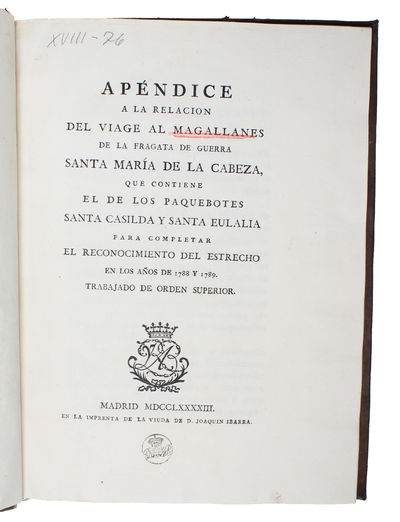 XVIII-76
APÉNDICE
A LA RELACION
DEL VIAGE AL MAGALLANES
DE LA FRAGATA DE GUERRA
SANTA MARÍA DE LA CABEZA,
QUE CONTIENE
EL DE LOS PAQUEBOTES
SANTA CASILDA Y SANTA EULALIA
PARA COMPLETAR
EL RECONOCIMIENTO DEL ESTRECHO
EN LOS AÑOS DE 1788 Y 1789.
TRABAJADO DE ORDEN SUPERIOR.
MADRID MDCCLXXXXIII.
EN LA IMPRENTA DE LA VIUDA DE D. JOAQUIN IBARRA.